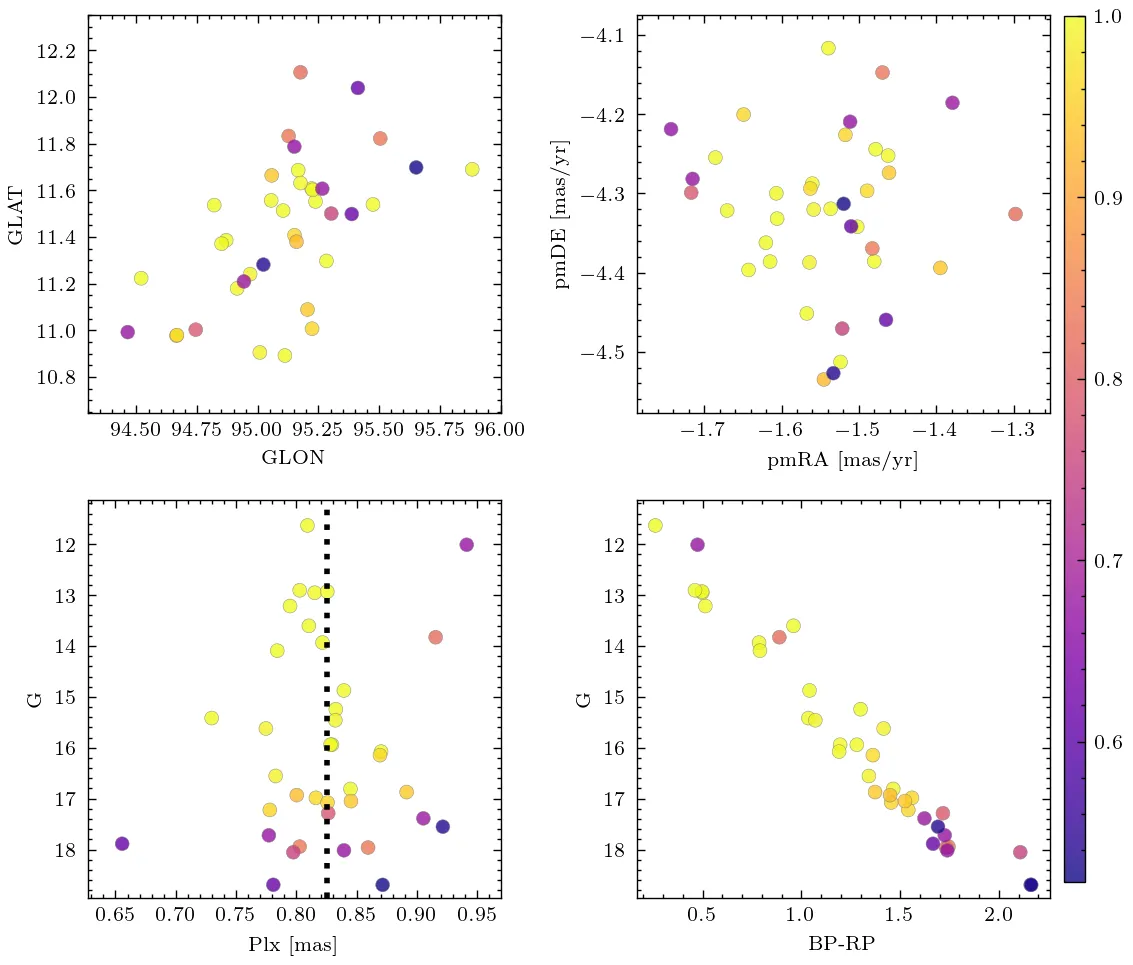 12.2
12.0
11.8
11.6
11.4
11.2
11.0
10.8
GLAT
94.50 94.75 95.00 95.25 95.50 95.75 96.00
GLON
−4.1
−4.2
−4.3
−4.4
−4.5
pmDE [mas/yr]
−1.7 −1.6 −1.5 −1.4 −1.3
pmRA [mas/yr]
1.0
0.9
0.8
0.7
0.6
12
13
14
15
16
17
18
G
0.65 0.70 0.75 0.80 0.85 0.90 0.95
Plx [mas]
12
13
14
15
16
17
18
G
0.5 1.0 1.5 2.0
BP-RP